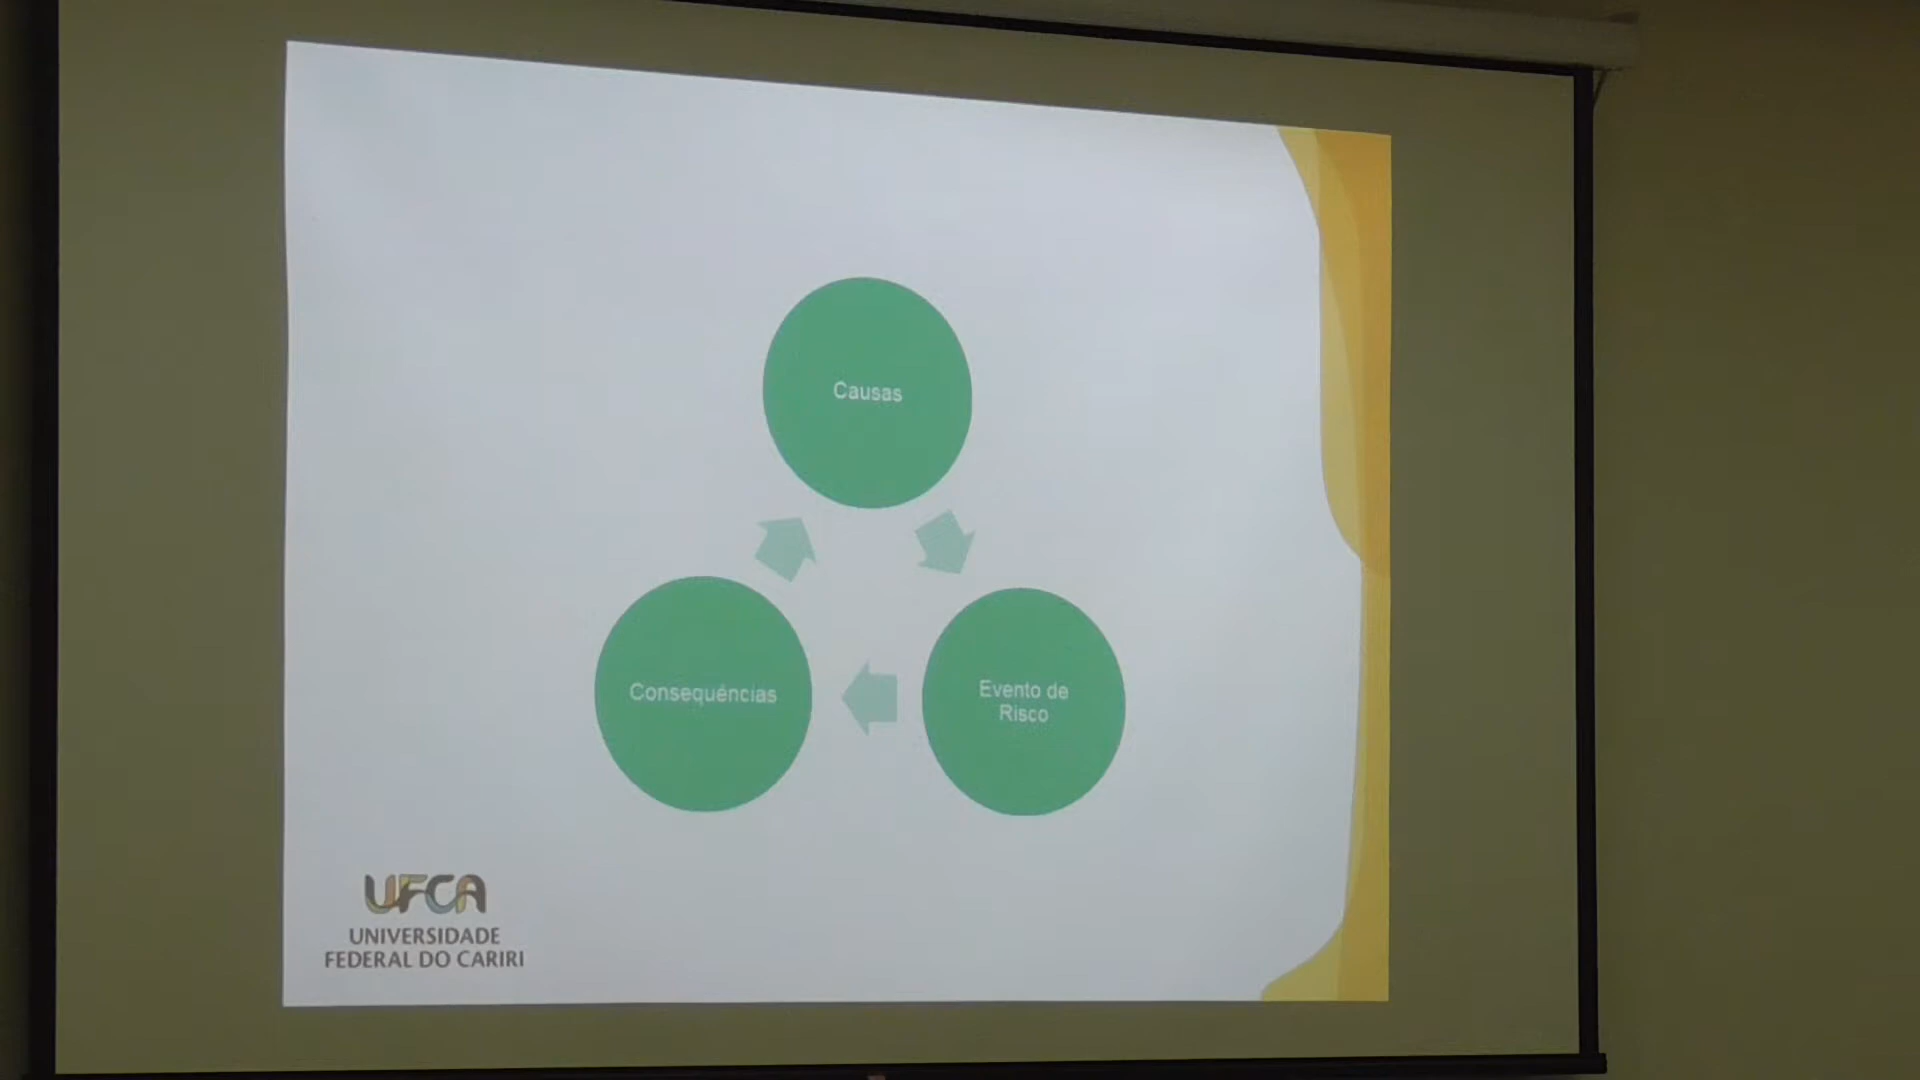 Causas
Consequências
Evento de
Risco
UFCA
UNIVERSIDADE
FEDERAL DO CARIRI